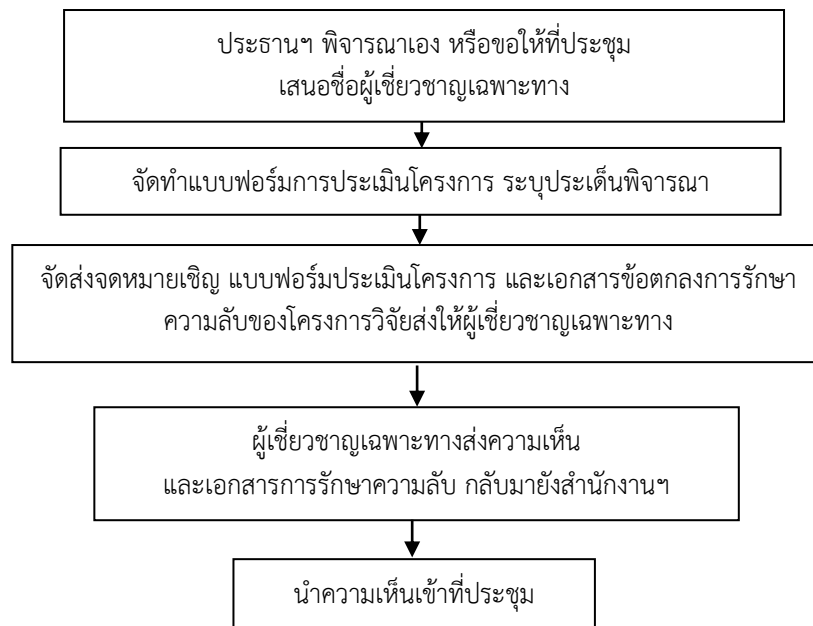 ประธานฯ พิจารณาเอง หรือขอให้ที่ประชุม
เสนอชื่อผู้เชี่ยวชาญเฉพาะทาง
จัดทำแบบฟอร์มการประเมินโครงการ ระบุประเด็นพิจารณา
จัดส่งจดหมายเชิญ แบบฟอร์มประเมินโครงการ และเอกสารข้อตกลงการรักษา
ความลับของโครงการวิจัยส่งให้ผู้เชี่ยวชาญเฉพาะทาง
ผู้เชี่ยวชาญเฉพาะทางส่งความเห็น
และเอกสารการรักษาความลับ กลับมายังสำนักงานฯ
นำความเห็นเข้าที่ประชุม